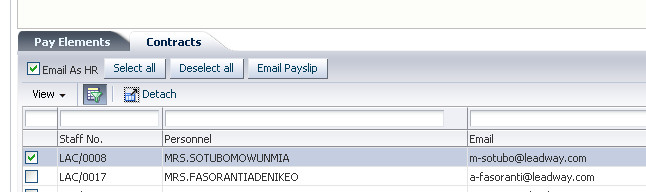 Pay Elements Contracts
Email As HR Select all Deselect all Email Payslip
View Detach
Staff No. Personnel Email
LAC/0008 MRS.SOTUBOMOWUNMIA m-sotubo@leadway.com
LAC/0017 MRS.FASORANTIADENIKEO a-fasoranti@leadway.com